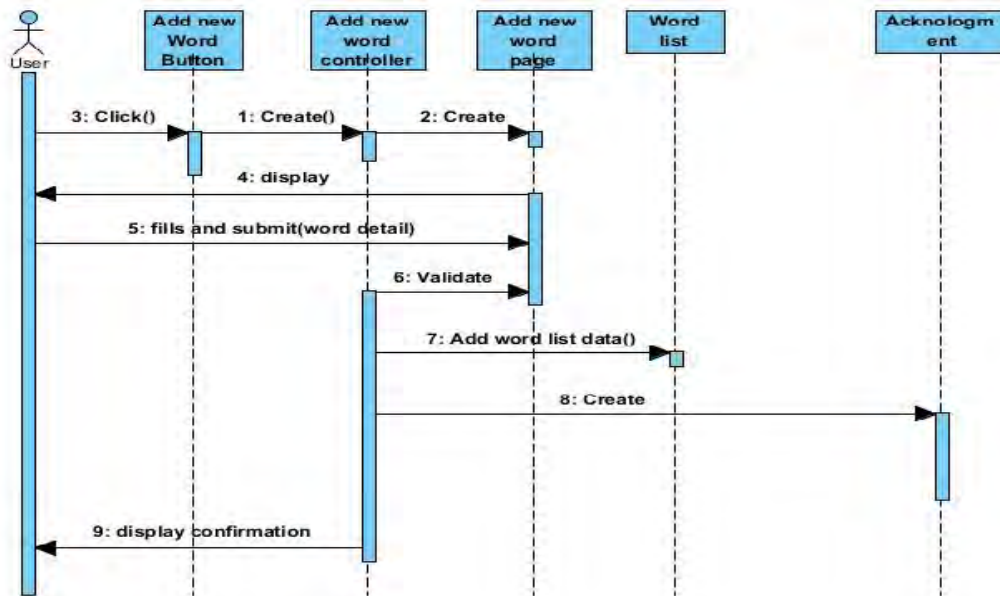 Add new
Word
Button
Add new
word
controller
Add new
word
page
Word
list
Acknologm
ent
User
3: Click()
1: Create()
2: Create
4: display
5: fills and submit(word detail)
6: Validate
7: Add word list data()
8: Create
9: display confirmation